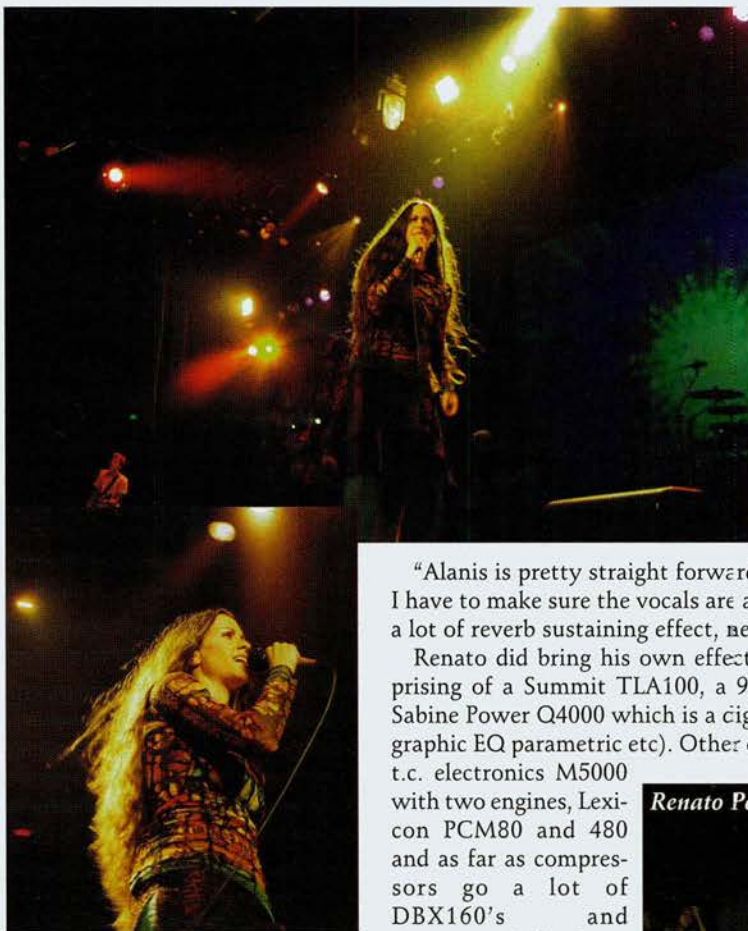 "Alanis is pretty straight forward
I have to make sure the vocals are a
a lot of reverb sustaining effect, ne
Renato did bring his own effect
prising of a Summit TLA100, a 9
Sabine Power Q4000 which is a dig
graphic EQ parametric etc). Other
t.c. electronics M5000
with two engines, Lexi-
con PCM80 and 480
and as far as compres-
sors go a lot of
DBX160's and
Renato